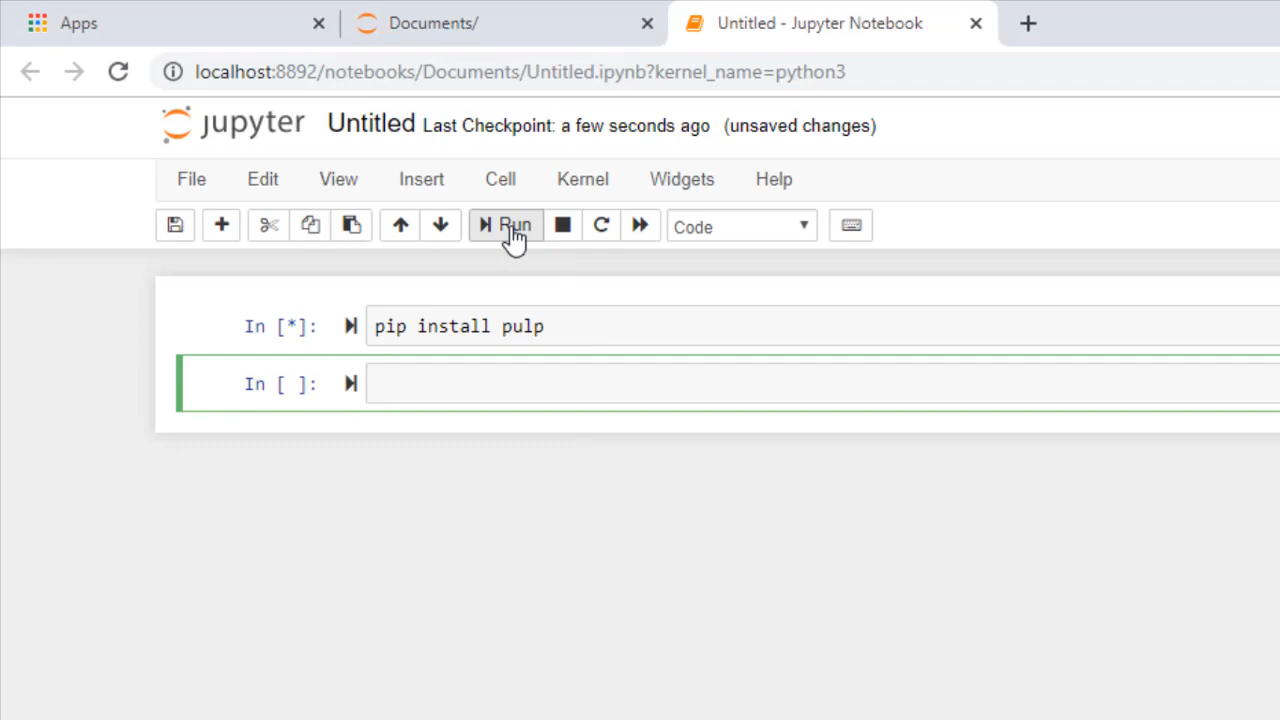 Apps
Documents/
Untitled - Jupyter Notebook
localhost:8892/notebooks/Documents/Untitled.ipynb?kernel_name=python3
jupyter Untitled Last Checkpoint: a few seconds ago (unsaved changes)
File Edit View Insert Cell Kernel Widgets Help
Run Code
In [*]: pip install pulp
In [ ]: